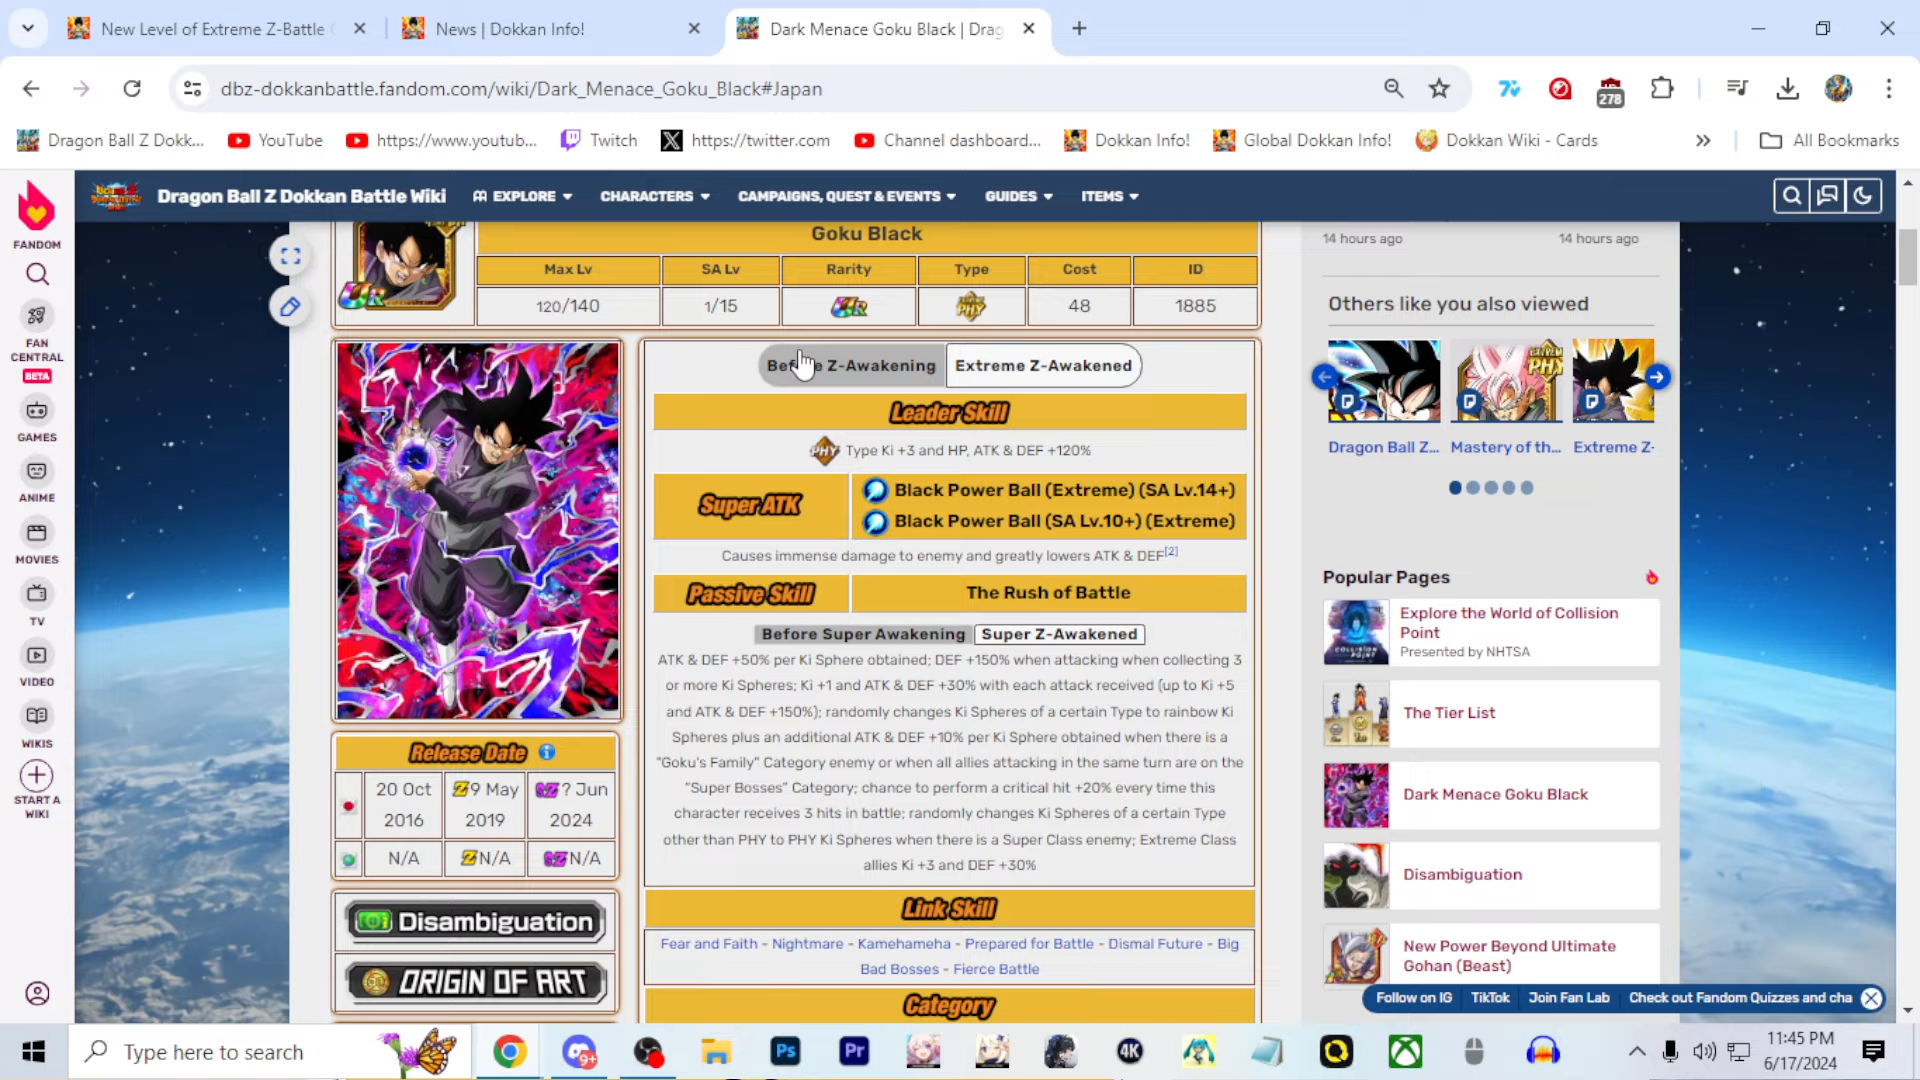 New Level of Extreme Z-Battle
News | Dokkan Info!
Dark Menace Goku Black | Drag
dbz-dokkanbattle.fandom.com/wiki/Dark_Menace_Goku_Black#Japan
278
Dragon Ball Z Dokk...
YouTube
https://www.youtub...
Twitch
https://twitter.com
Channel dashboard...
Dokkan Info!
Global Dokkan Info!
Dokkan Wiki - Cards
All Bookmarks
Dragon Ball Z Dokkan Battle Wiki
EXPLORE
CHARACTERS
CAMPAIGNS, QUEST & EVENTS
GUIDES
ITEMS
FANDOM
FAN
CENTRAL
BETA
GAMES
ANIME
MOVIES
TV
VIDEO
WIKIS
START A
WIKI
Goku Black
Max Lv
SA Lv
Rarity
Type
Cost
ID
120/140
1/15
UR
PHY
48
1885
Before Z-Awakening
Extreme Z-Awakened
Leader Skill
PHY Type Ki +3 and HP, ATK & DEF +120%
Super ATK
Black Power Ball (Extreme) (SA Lv.14+)
Black Power Ball (SA Lv.10+) (Extreme)
Causes immense damage to enemy and greatly lowers ATK & DEF[2]
Passive Skill
The Rush of Battle
Before Super Awakening
Super Z-Awakened
ATK & DEF +50% per Ki Sphere obtained; DEF +150% when attacking when collecting 3
or more Ki Spheres; Ki +1 and ATK & DEF +30% with each attack received (up to Ki +5
and ATK & DEF +150%); randomly changes Ki Spheres of a certain Type to rainbow Ki
Spheres plus an additional ATK & DEF +10% per Ki Sphere obtained when there is a
"Goku's Family" Category enemy or when all allies attacking in the same turn are on the
"Super Bosses" Category; chance to perform a critical hit +20% every time this
character receives 3 hits in battle; randomly changes Ki Spheres of a certain Type
other than PHY to PHY Ki Spheres when there is a Super Class enemy; Extreme Class
allies Ki +3 and DEF +30%
Link Skill
Fear and Faith - Nightmare - Kamehameha - Prepared for Battle - Dismal Future - Big
Bad Bosses - Fierce Battle
Category
Release Date
20 Oct
2016
9 May
2019
? Jun
2024
N/A
N/A
N/A
Disambiguation
ORIGIN OF ART
14 hours ago
14 hours ago
Others like you also viewed
Dragon Ball Z...
Mastery of th...
Extreme Z-
Popular Pages
Explore the World of Collision
Point
Presented by NHTSA
The Tier List
Dark Menace Goku Black
Disambiguation
New Power Beyond Ultimate
Gohan (Beast)
Follow on IG
TikTok
Join Fan Lab
Check out Fandom Quizzes and cha
Type here to search
Ps
Pr
4K
11:45 PM
6/17/2024